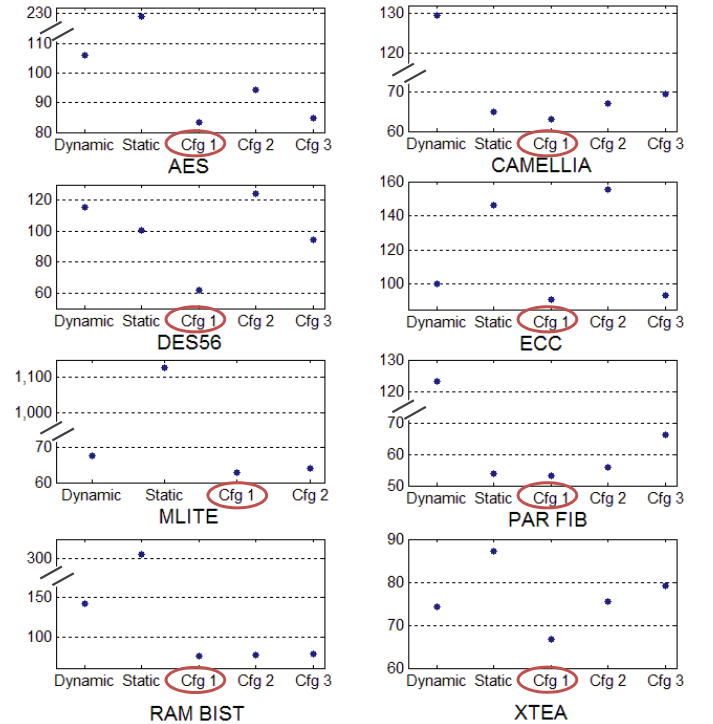 230
110
100
90
80
Dynamic Static Cfg 1 Cfg 2 Cfg 3
AES
130
120
70
60
Dynamic Static Cfg 1 Cfg 2 Cfg 3
CAMELLIA
120
100
80
60
Dynamic Static Cfg 1 Cfg 2 Cfg 3
DES56
160
140
120
100
Dynamic Static Cfg 1 Cfg 2 Cfg 3
ECC
1,100
1,000
70
60
Dynamic Static Cfg 1 Cfg 2
MLITE
130
120
70
60
50
Dynamic Static Cfg 1 Cfg 2 Cfg 3
PAR FIB
300
150
100
Dynamic Static Cfg 1 Cfg 2 Cfg 3
RAM BIST
90
80
70
60
Dynamic Static Cfg 1 Cfg 2 Cfg 3
XTEA